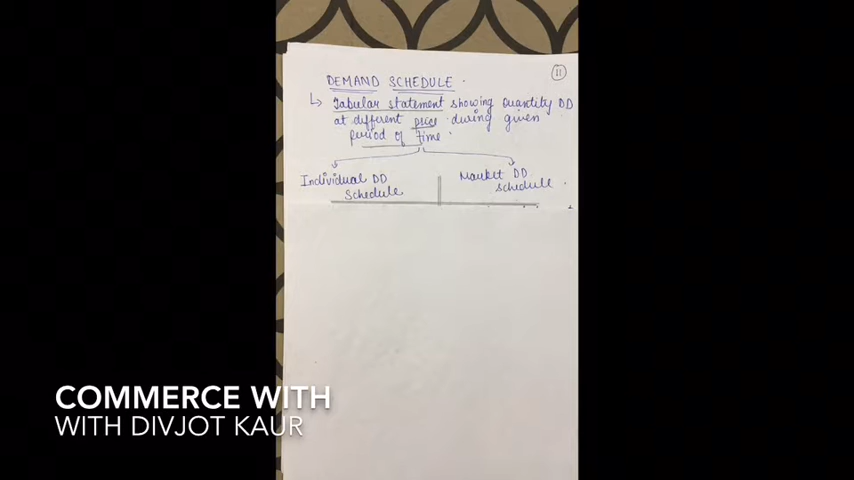 11
DEMAND SCHEDULE.
↳ Tabular statement showing Quantity DD
at different price during given
period of time.
Individual DD
Schedule
Market DD
Schedule.
COMMERCE WITH
WITH DIVJOT KAUR